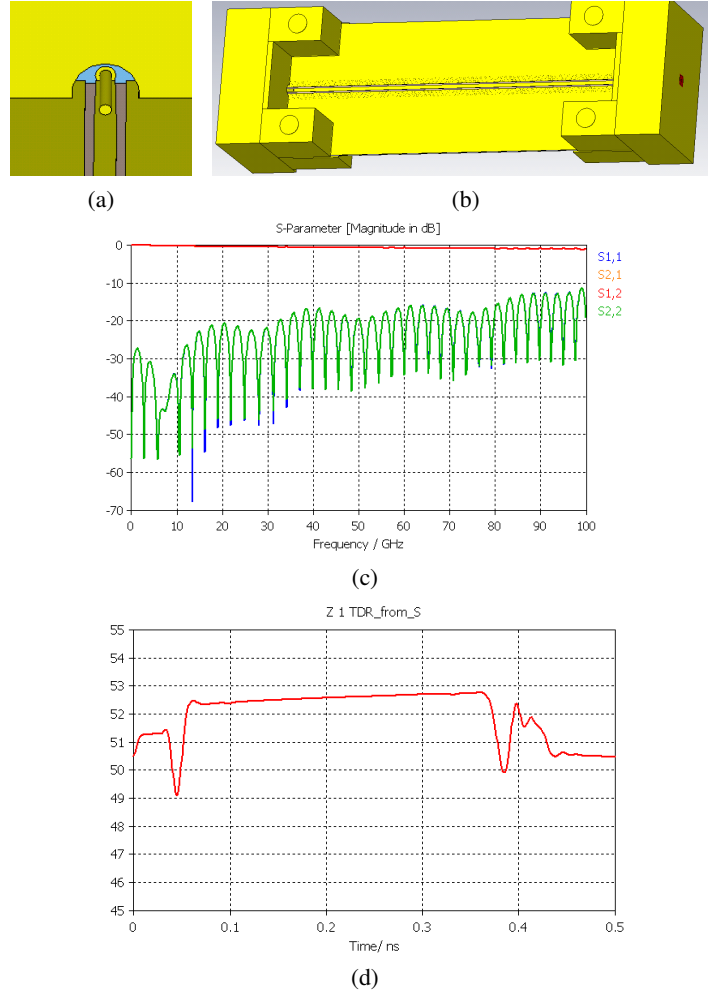 (a)
(b)
S-Parameter [Magnitude in dB]
0
-10
-20
-30
-40
-50
-60
-70
S1,1
S2,1
S1,2
S2,2
0 10 20 30 40 50 60 70 80 90 100
Frequency / GHz
(c)
Z 1 TDR_from_S
55
54
53
52
51
50
49
48
47
46
45
0 0.1 0.2 0.3 0.4 0.5
Time/ ns
(d)